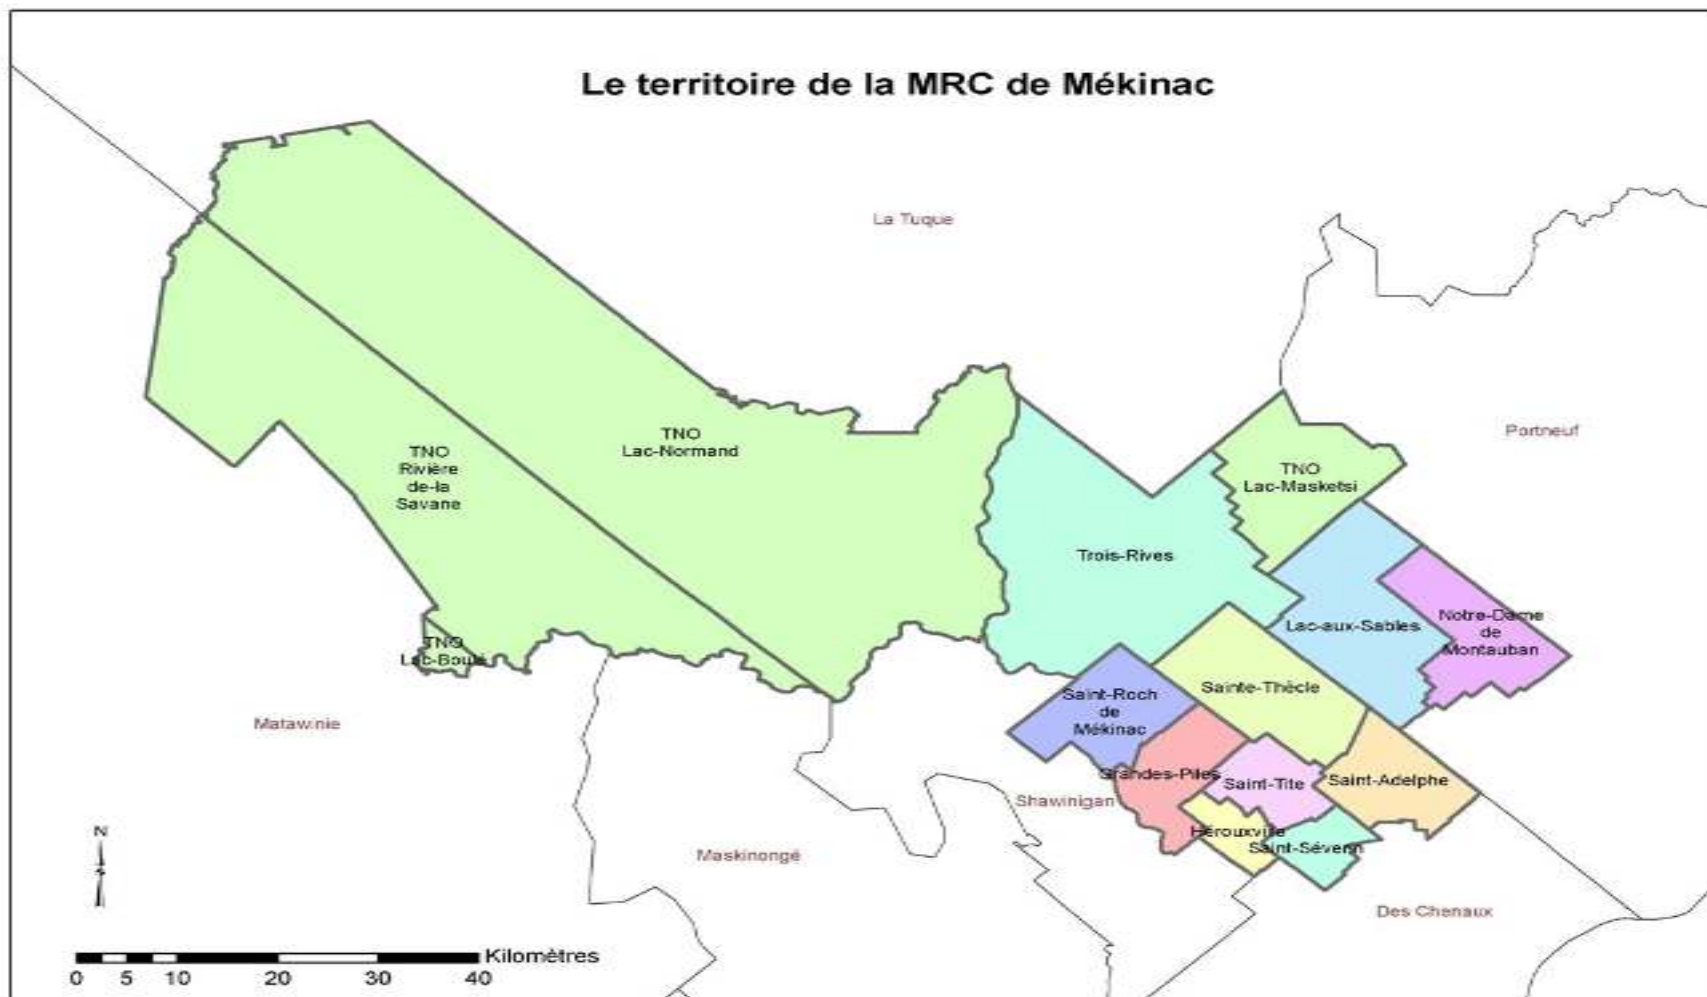 Le territoire de la MRC de Mékinac
La Tuque
Portneuf
TNO
Rivière
de-la
Savane
TNO
Lac-Normand
TNO
Lac-Masketsi
Trois-Rives
Lac-aux-Sables
Notre-Dame
de
Montauban
TNO
Lac-Boulé
Sainte-Thècle
Saint-Roch
de
Mékinac
Matawinie
Grandes-Piles
Saint-Tite
Saint-Adelphe
Shawinigan
Hérouxville
Saint-Séverin
Maskinongé
Des Chenaux
N
Kilomètres
0 5 10 20 30 40